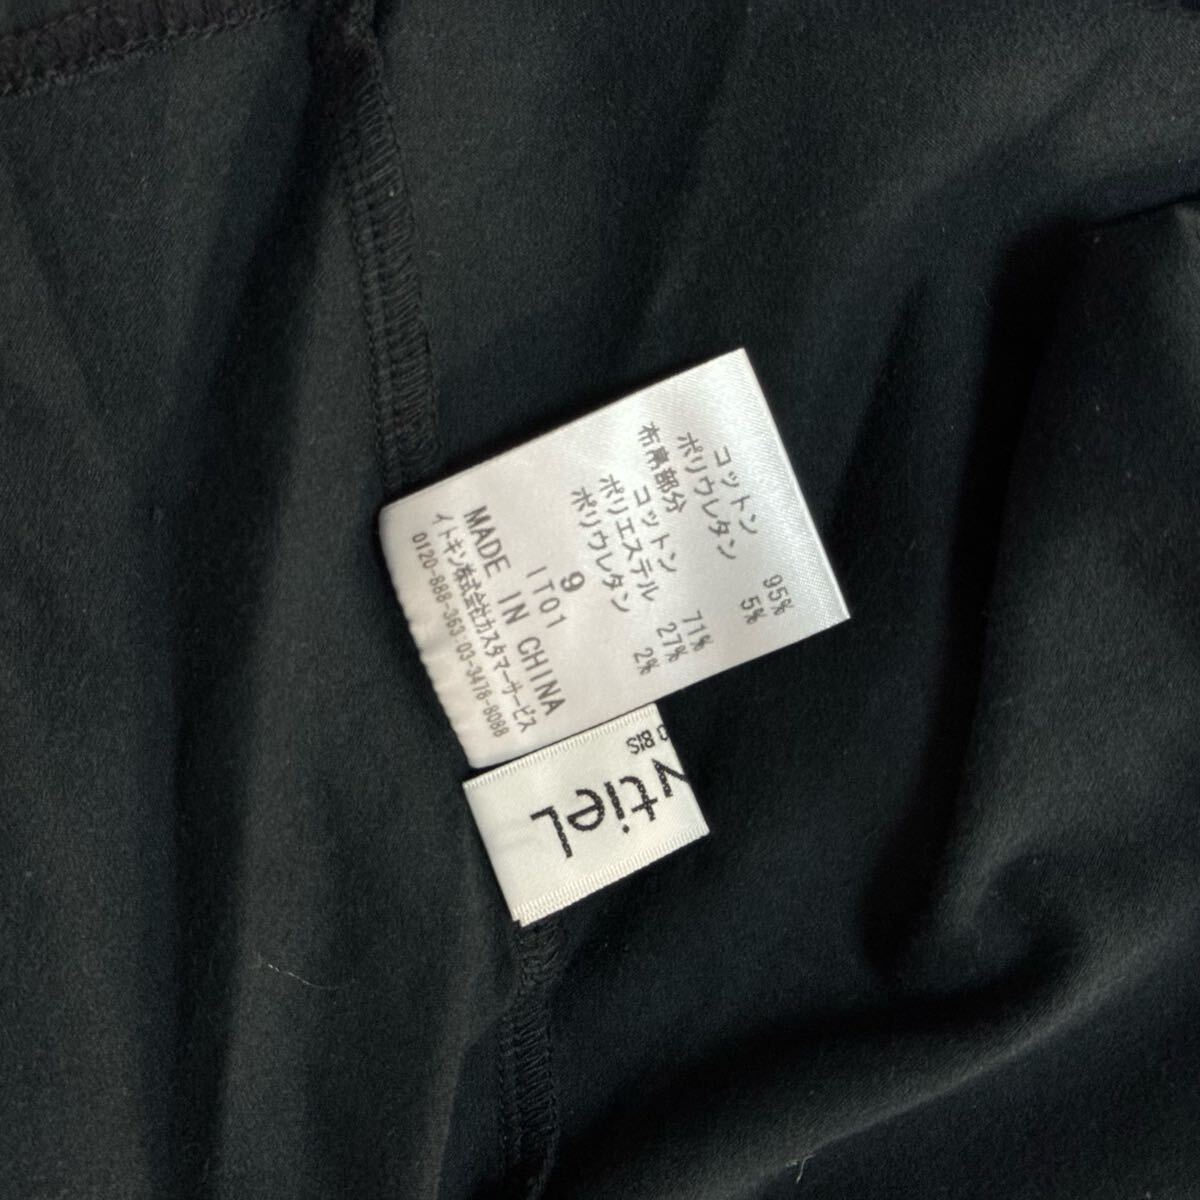 コットン 95%
ポリウレタン 5%
布帛部分
コットン 71%
ポリエステル 27%
ポリウレタン 2%
9
IT01
MADE IN CHINA
イトキン株式会社カスタマーサービス
0120-888-363:03-3478-8088
BIS
tieL